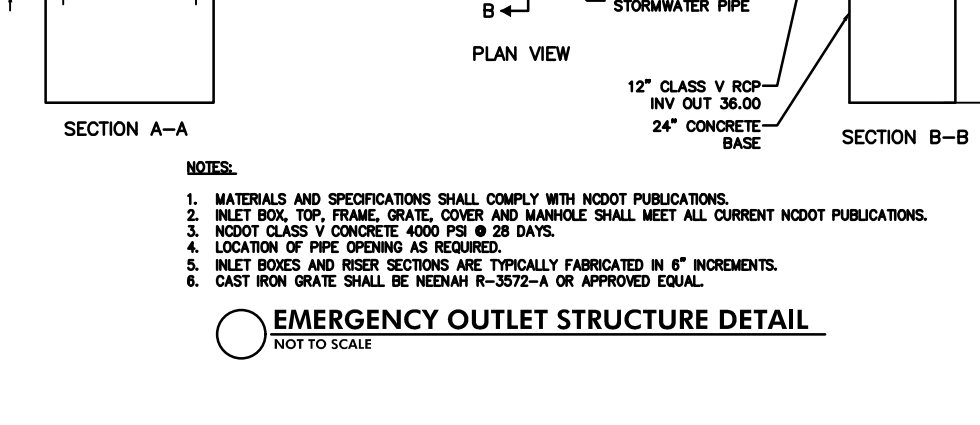 B
STORMWATER PIPE
PLAN VIEW
12" CLASS V RCP
INV OUT 36.00
24" CONCRETE
BASE
SECTION A-A
SECTION B-B
NOTES:
1. MATERIALS AND SPECIFICATIONS SHALL COMPLY WITH NCDOT PUBLICATIONS.
2. INLET BOX, TOP, FRAME, GRATE, COVER AND MANHOLE SHALL MEET ALL CURRENT NCDOT PUBLICATIONS.
3. NCDOT CLASS V CONCRETE 4000 PSI @ 28 DAYS.
4. LOCATION OF PIPE OPENING AS REQUIRED.
5. INLET BOXES AND RISER SECTIONS ARE TYPICALLY FABRICATED IN 6" INCREMENTS.
6. CAST IRON GRATE SHALL BE NEENAH R-3572-A OR APPROVED EQUAL.
EMERGENCY OUTLET STRUCTURE DETAIL
NOT TO SCALE